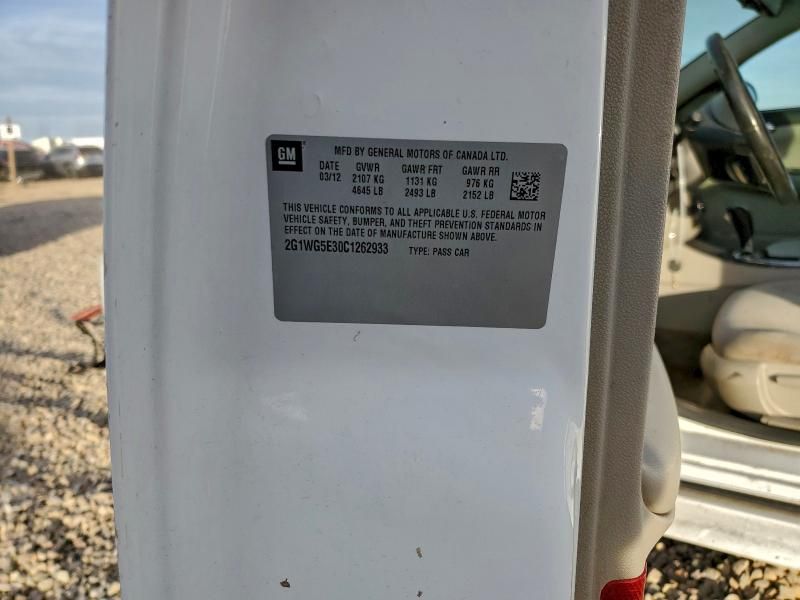 GM
MFD BY GENERAL MOTORS OF CANADA LTD.
DATE GVWR GAWR FRT GAWR RR
03/12 2107 KG 1131 KG 976 KG
4645 LB 2493 LB 2152 LB
THIS VEHICLE CONFORMS TO ALL APPLICABLE U.S. FEDERAL MOTOR
VEHICLE SAFETY, BUMPER, AND THEFT PREVENTION STANDARDS IN
EFFECT ON THE DATE OF MANUFACTURE SHOWN ABOVE.
2G1WG5E30C1262933 TYPE: PASS CAR